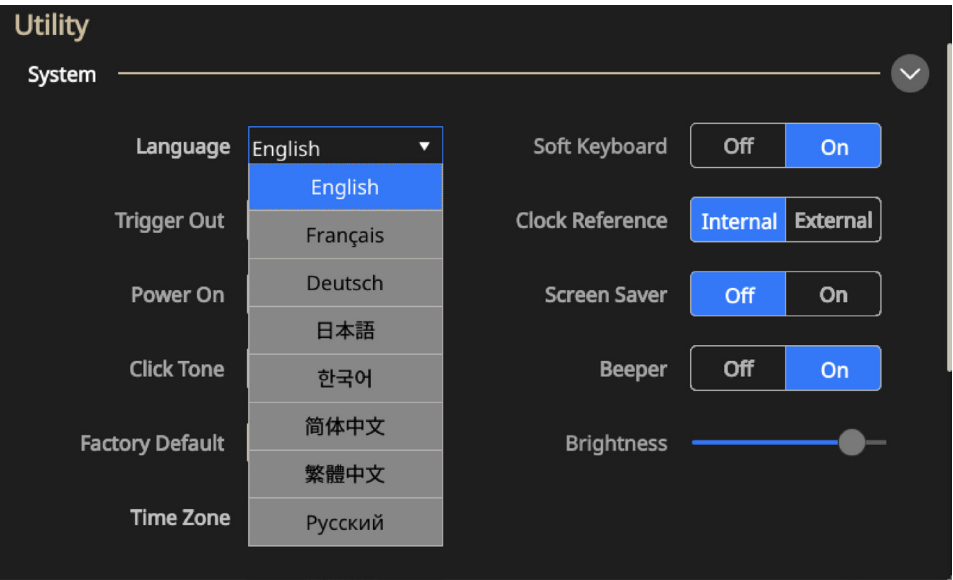 Utility
System
Language English ▼
English
Français
Deutsch
日本語
한국어
简体中文
繁體中文
Русский
Trigger Out
Power On
Click Tone
Factory Default
Time Zone
Soft Keyboard Off On
Clock Reference Internal External
Screen Saver Off On
Beeper Off On
Brightness